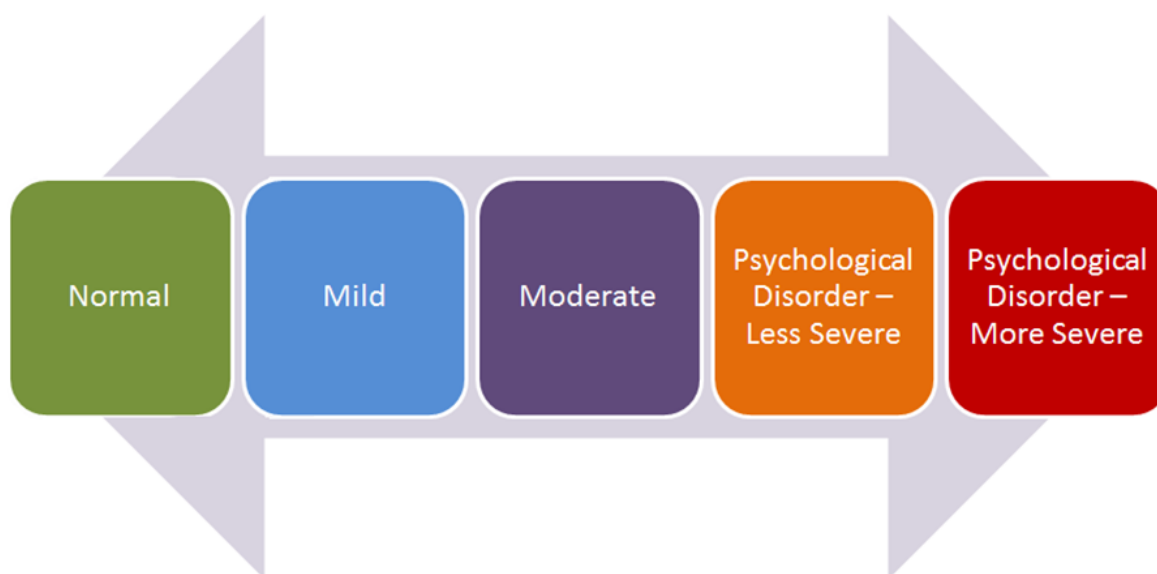 Normal
Mild
Moderate
Psychological
Disorder –
Less Severe
Psychological
Disorder –
More Severe